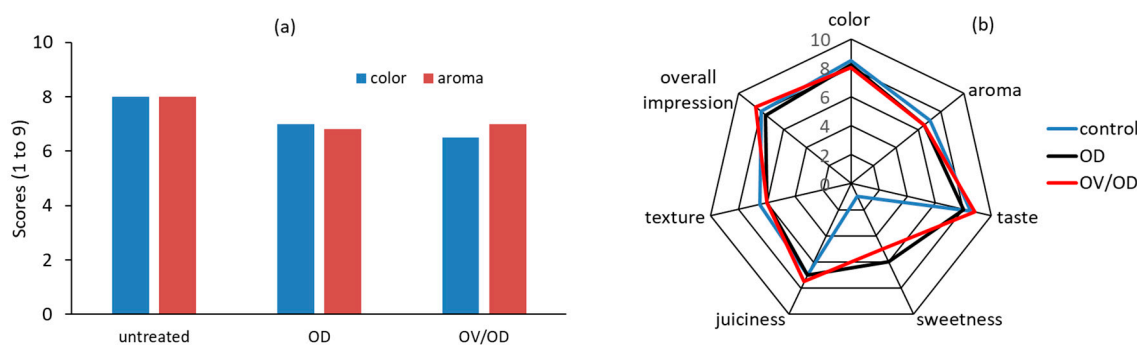 (a)
10
8
6
4
2
0
Scores (1 to 9)
color
aroma
untreated
OD
OV/OD
(b)
color
aroma
taste
sweetness
juiciness
texture
overall
impression
10
8
6
4
2
0
control
OD
OV/OD